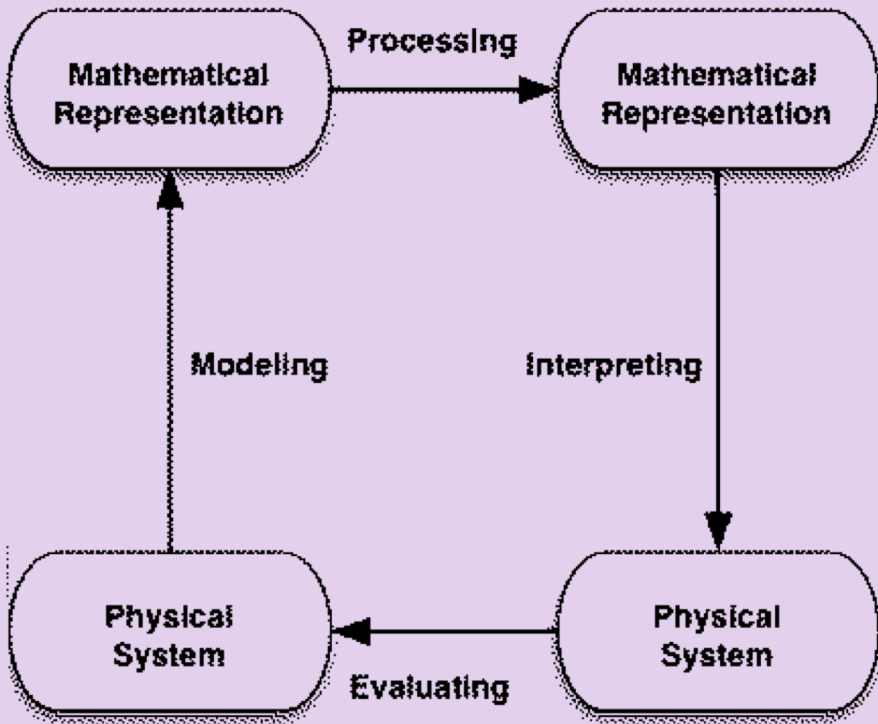 Processing
Mathematical
Representation
Mathematical
Representation
Modeling
Interpreting
Physical
System
Physical
System
Evaluating